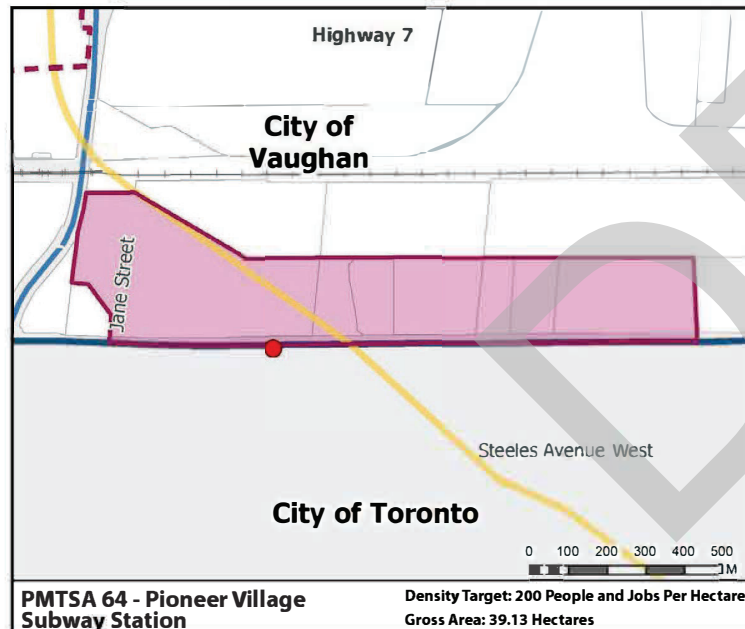 Highway 7
City of
Vaughan
Jane Street
Steeles Avenue West
City of Toronto
0 100 200 300 400 500
M
PMTSA 64 - Pioneer Village
Subway Station
Density Target: 200 People and Jobs Per Hectare
Gross Area: 39.13 Hectares